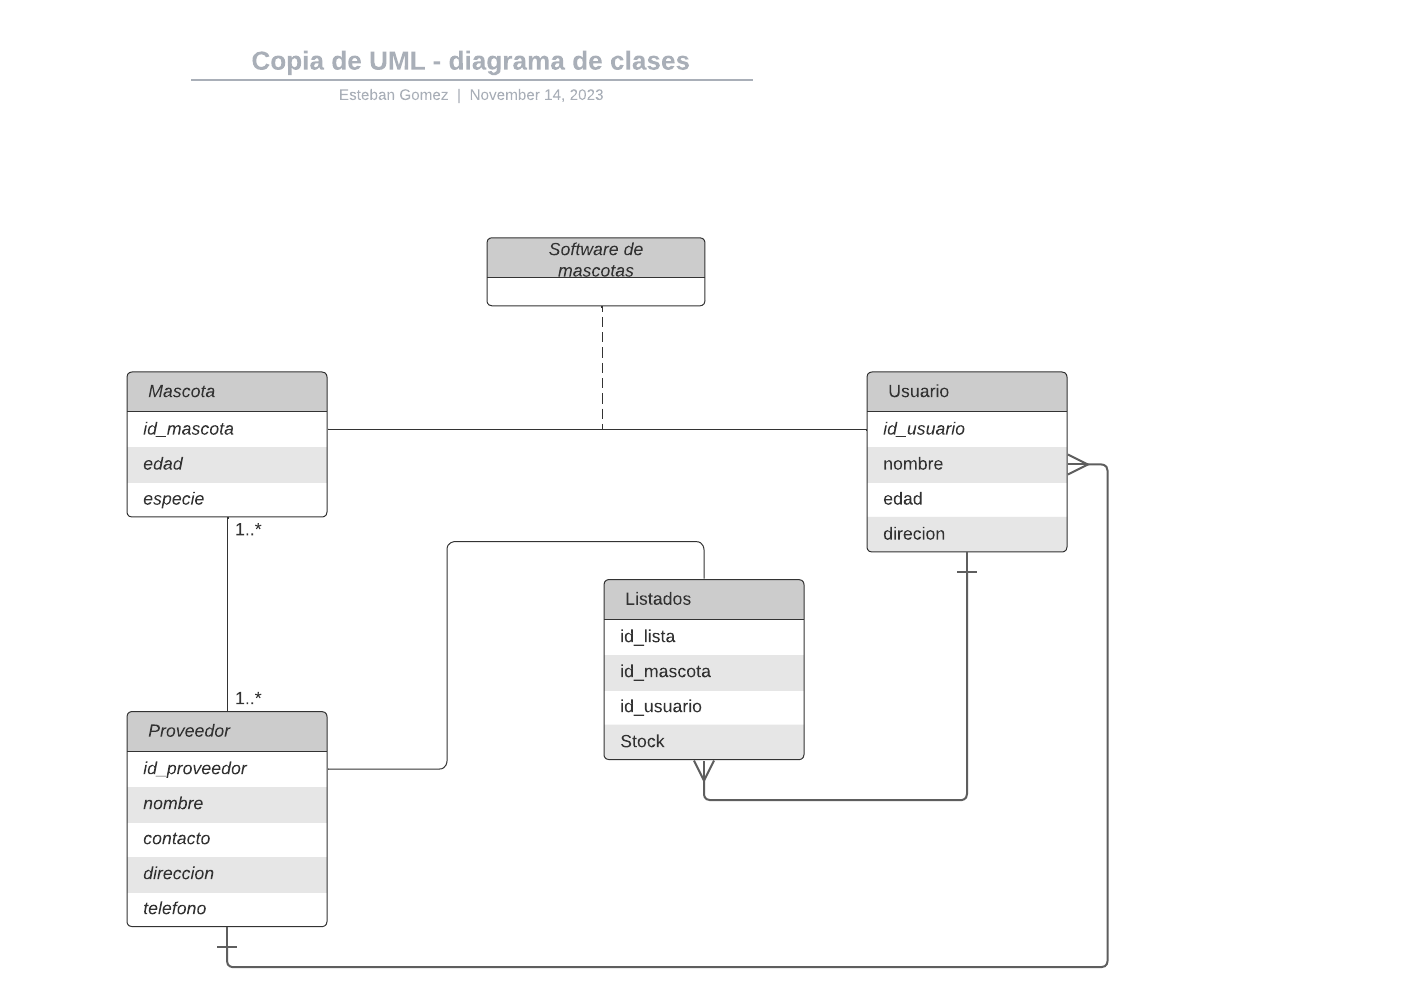 Copia de UML - diagrama de clases
Esteban Gomez | November 14, 2023
Software de
mascotas
Mascota
id_mascota
edad
especie
1..*
Usuario
id_usuario
nombre
edad
direcion
Listados
id_lista
id_mascota
id_usuario
Stock
1..*
Proveedor
id_proveedor
nombre
contacto
direccion
telefono